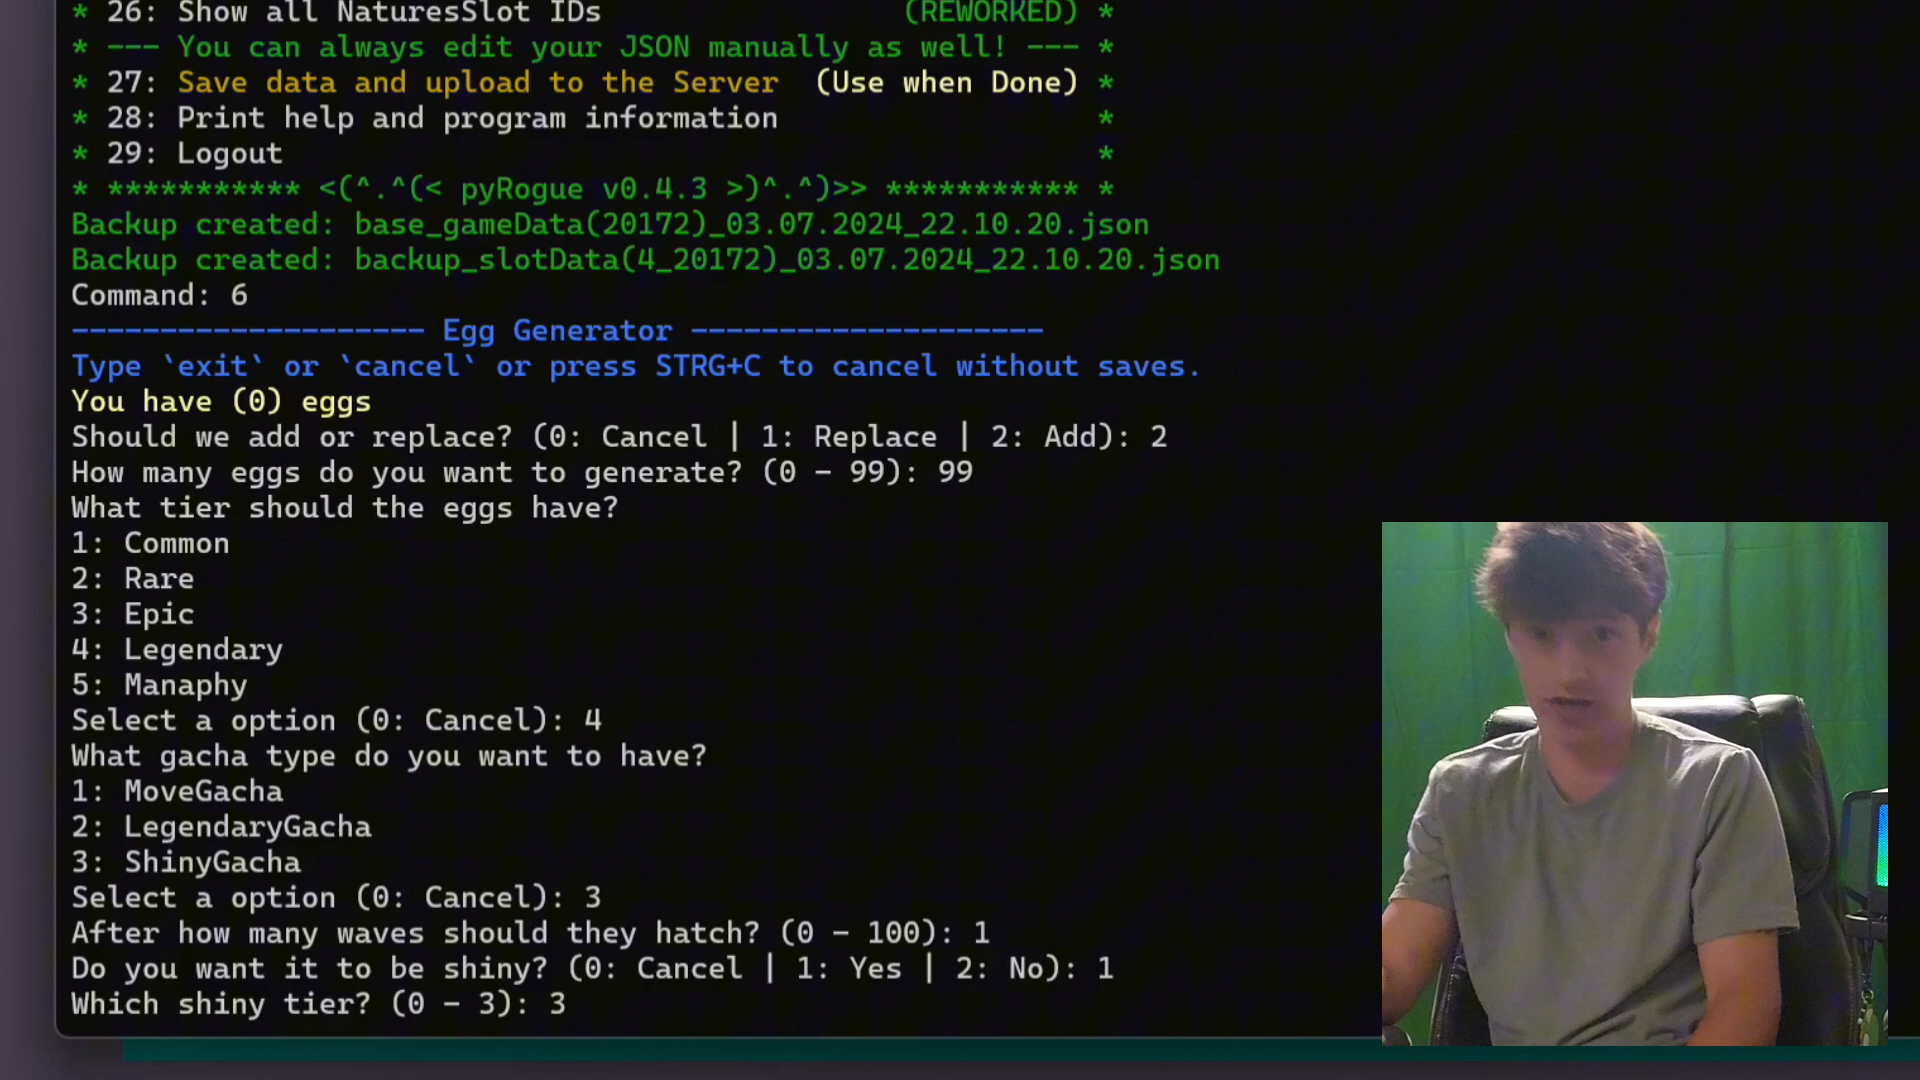 * 26: Show all NaturesSlot IDs (REWORKED) *
* --- You can always edit your JSON manually as well! --- *
* 27: Save data and upload to the Server (Use when Done) *
* 28: Print help and program information *
* 29: Logout *
* *********** <(^.^(< pyRogue v0.4.3 >)^.^)>> *********** *
Backup created: base_gameData(20172)_03.07.2024_22.10.20.json
Backup created: backup_slotData(4_20172)_03.07.2024_22.10.20.json
Command: 6
-------------------- Egg Generator --------------------
Type `exit` or `cancel` or press STRG+C to cancel without saves.
You have (0) eggs
Should we add or replace? (0: Cancel | 1: Replace | 2: Add): 2
How many eggs do you want to generate? (0 - 99): 99
What tier should the eggs have?
1: Common
2: Rare
3: Epic
4: Legendary
5: Manaphy
Select a option (0: Cancel): 4
What gacha type do you want to have?
1: MoveGacha
2: LegendaryGacha
3: ShinyGacha
Select a option (0: Cancel): 3
After how many waves should they hatch? (0 - 100): 1
Do you want it to be shiny? (0: Cancel | 1: Yes | 2: No): 1
Which shiny tier? (0 - 3): 3